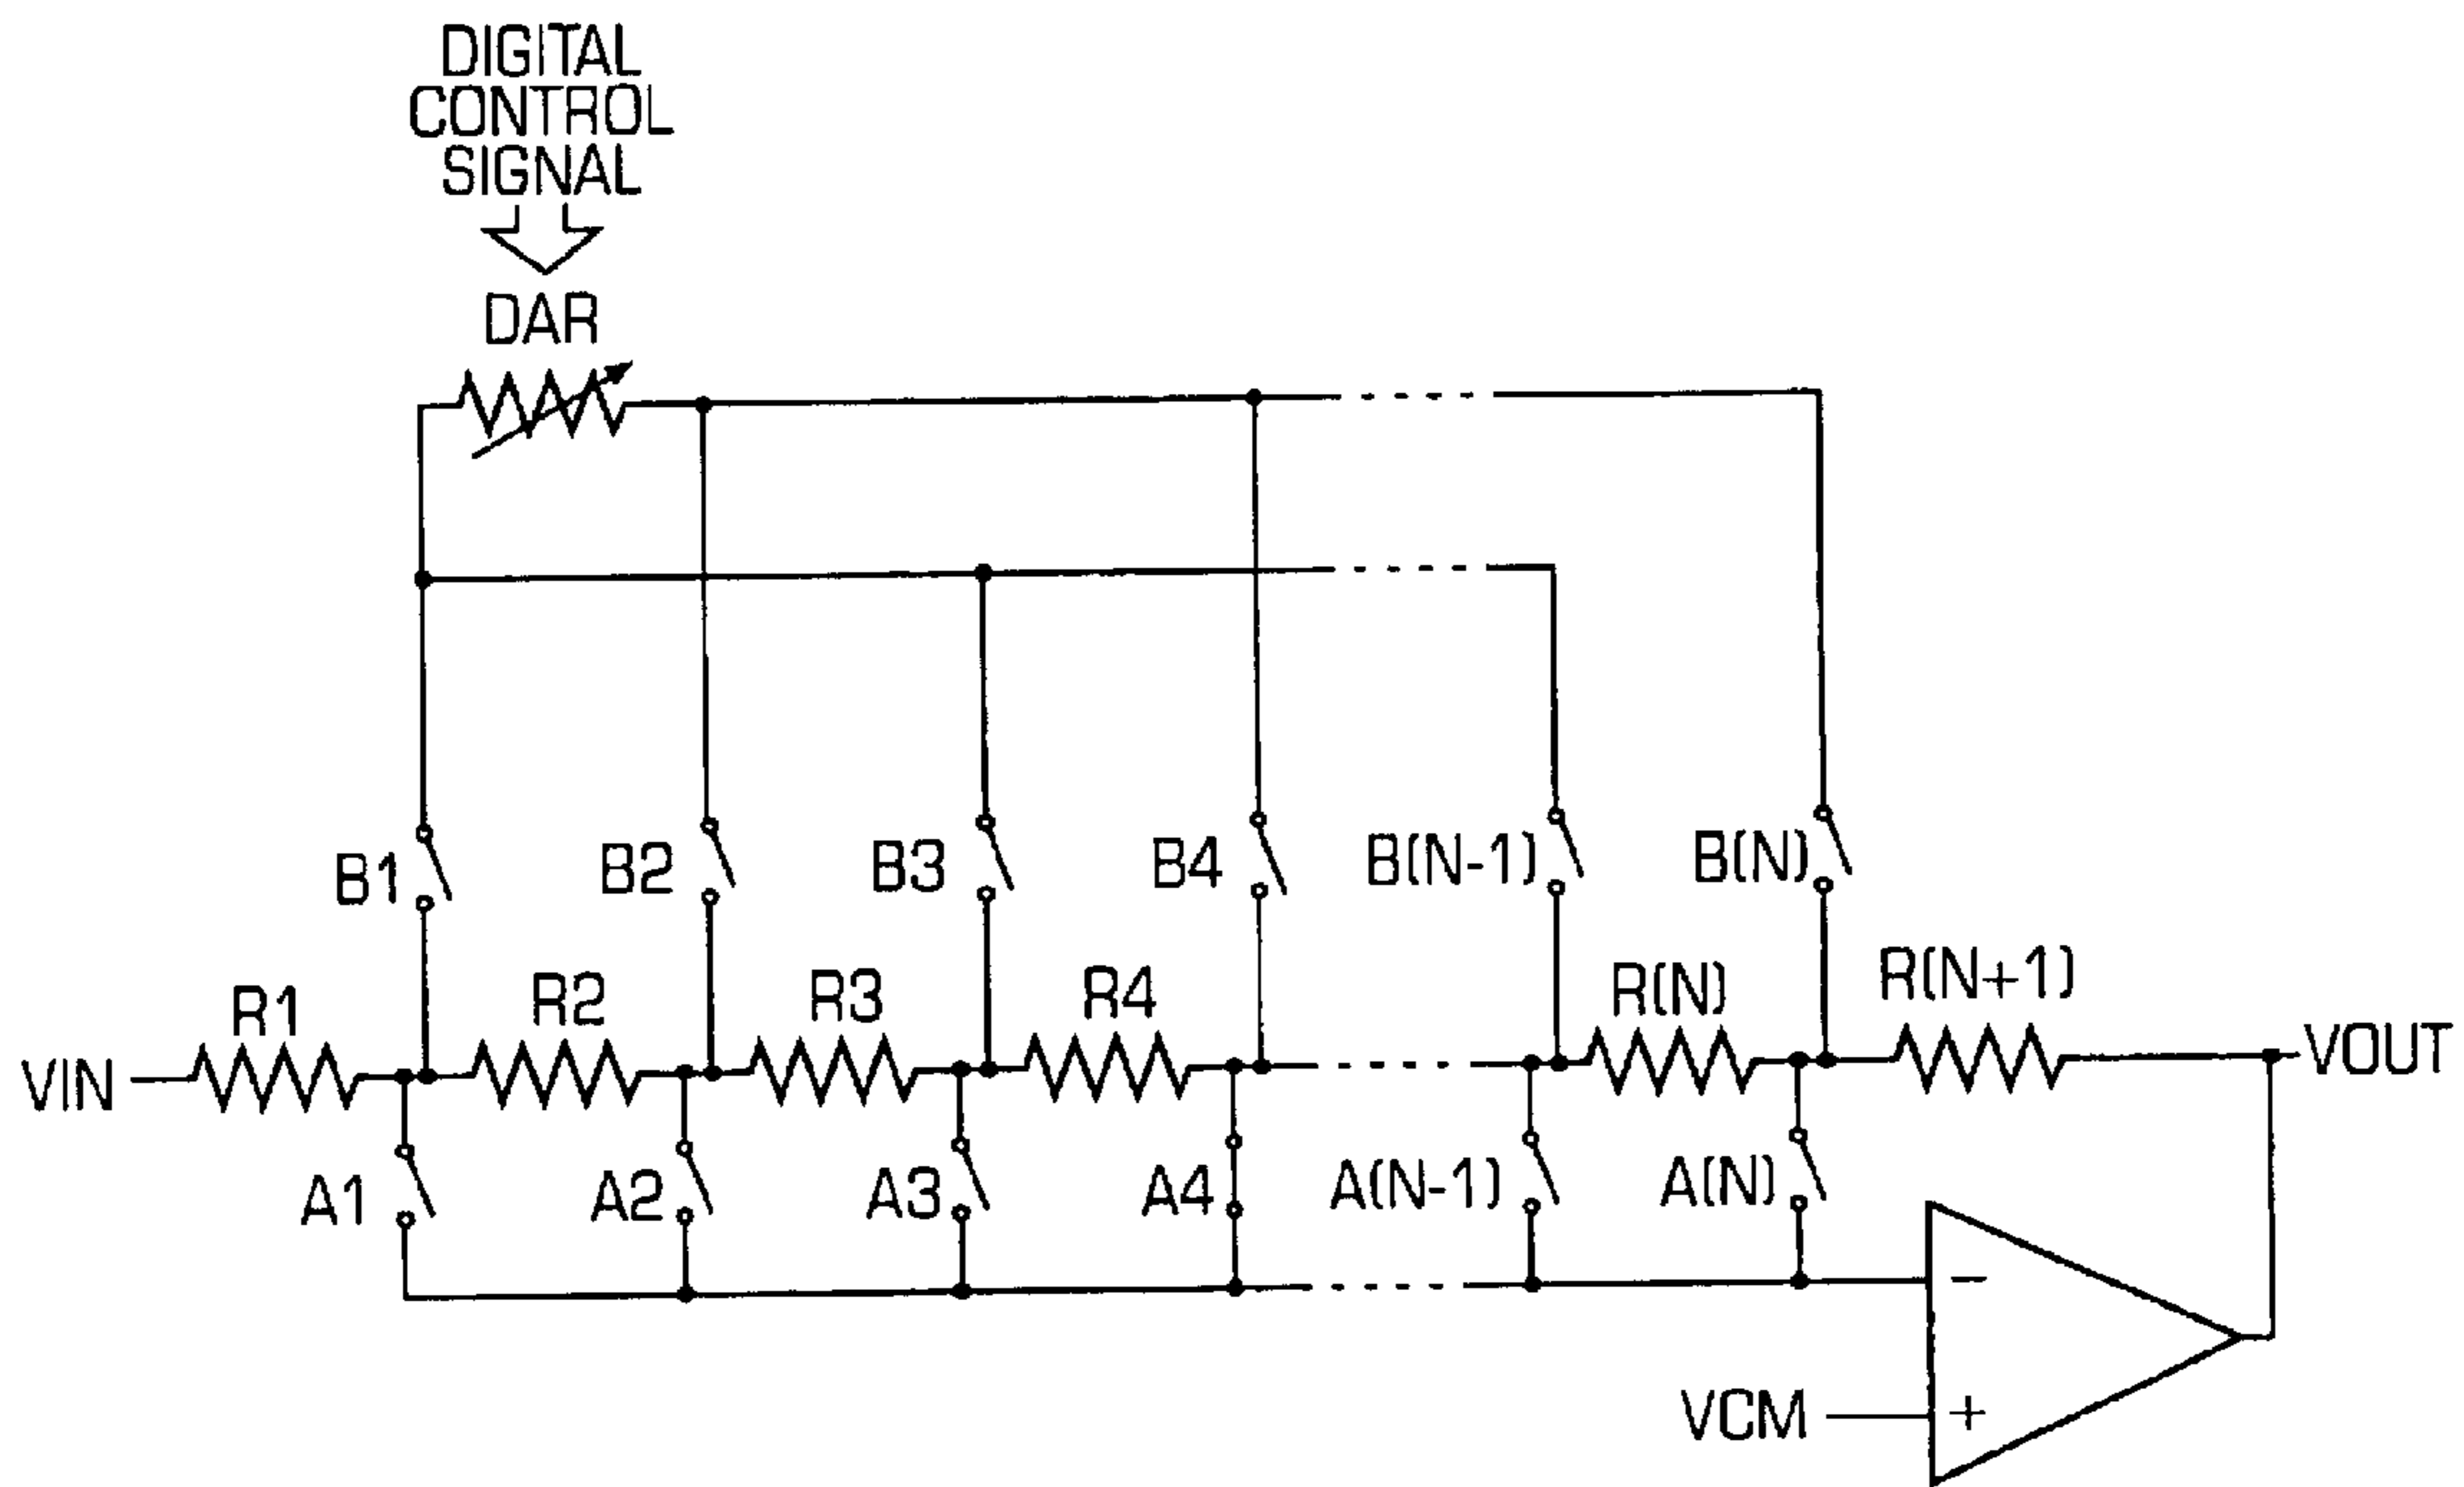 DIGITAL
CONTROL
SIGNAL
DAR
B1
B2
B3
B4
B(N-1)
B(N)
R1
R2
R3
R4
R(N)
R(N+1)
VIN
VOUT
A1
A2
A3
A4
A(N-1)
A(N)
−
VCM
+